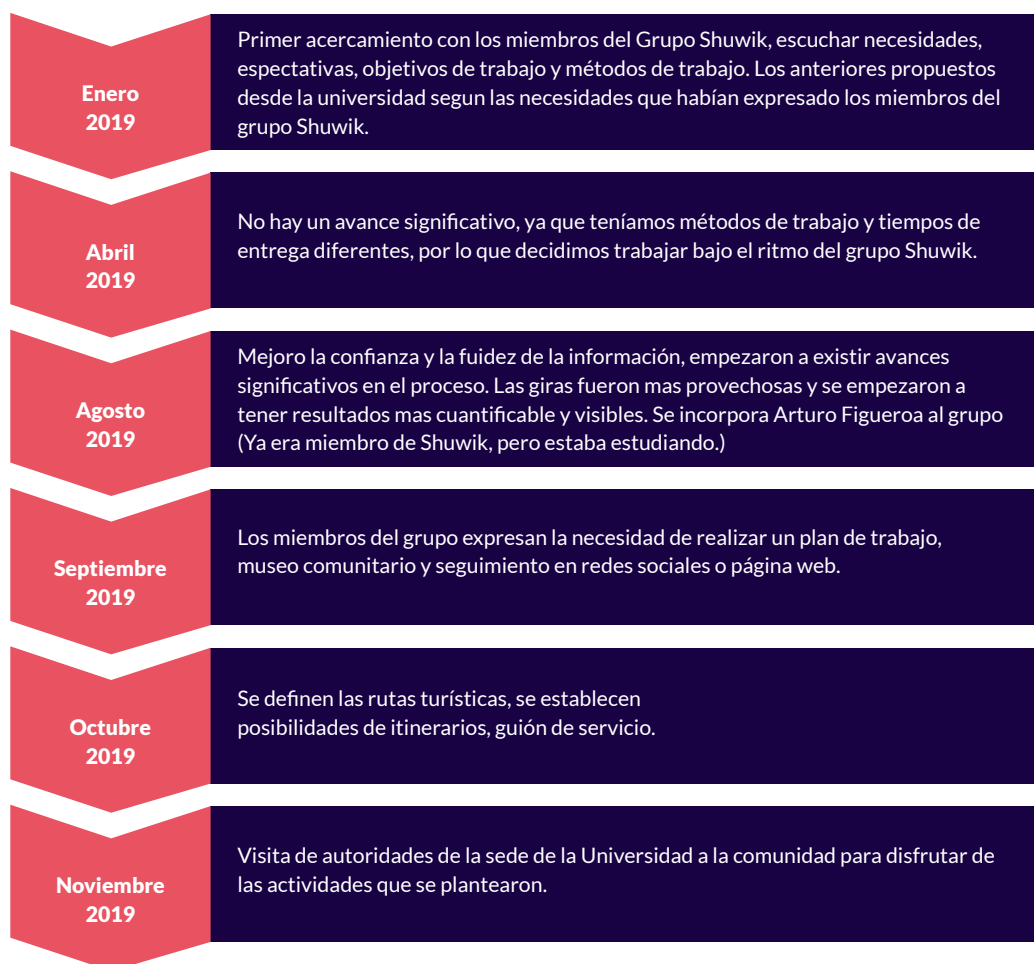 Enero
2019
Primer acercamiento con los miembros del Grupo Shuwik, escuchar necesidades,
espectativas, objetivos de trabajo y métodos de trabajo. Los anteriores propuestos
desde la universidad segun las necesidades que habían expresado los miembros del
grupo Shuwik.
Abril
2019
No hay un avance significativo, ya que teníamos métodos de trabajo y tiempos de
entrega diferentes, por lo que decidimos trabajar bajo el ritmo del grupo Shuwik.
Agosto
2019
Mejoro la confianza y la fuidez de la información, empezaron a existir avances
significativos en el proceso. Las giras fueron mas provechosas y se empezaron a
tener resultados mas cuantificable y visibles. Se incorpora Arturo Figueroa al grupo
(Ya era miembro de Shuwik, pero estaba estudiando.)
Septiembre
2019
Los miembros del grupo expresan la necesidad de realizar un plan de trabajo,
museo comunitario y seguimiento en redes sociales o página web.
Octubre
2019
Se definen las rutas turísticas, se establecen
posibilidades de itinerarios, guión de servicio.
Noviembre
2019
Visita de autoridades de la sede de la Universidad a la comunidad para disfrutar de
las actividades que se plantearon.